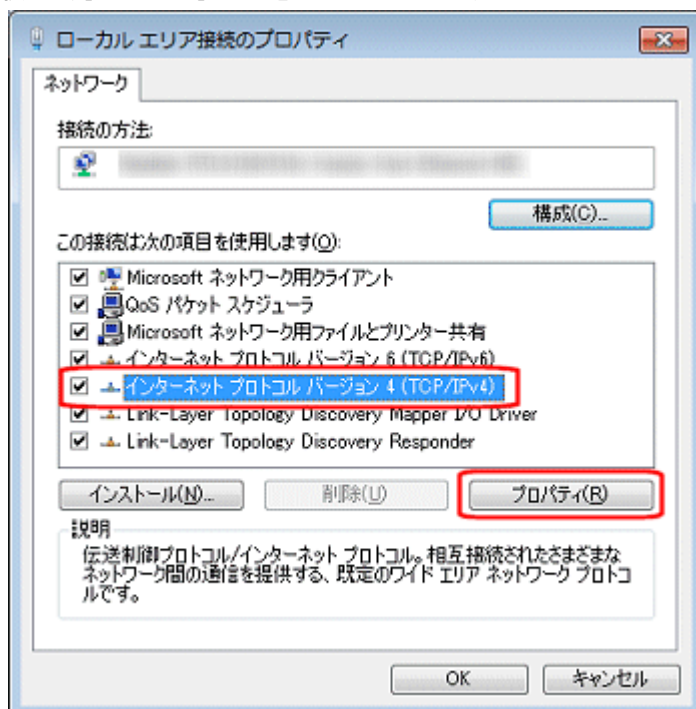 ローカル エリア接続のプロパティ
ネットワーク
接続の方法:
構成(C)...
この接続は次の項目を使用します(O):
Microsoft ネットワーク用クライアント
QoS パケット スケジューラ
Microsoft ネットワーク用ファイルとプリンター共有
インターネット プロトコル バージョン 6 (TCP/IPv6)
インターネット プロトコル バージョン 4 (TCP/IPv4)
Link-Layer Topology Discovery Mapper I/O Driver
Link-Layer Topology Discovery Responder
インストール(N)... 削除(U) プロパティ(R)
説明
伝送制御プロトコル/インターネット プロトコル。相互接続されたさまざまな
ネットワーク間の通信を提供する、既定のワイド エリア ネットワーク プロトコ
ルです。
OK キャンセル